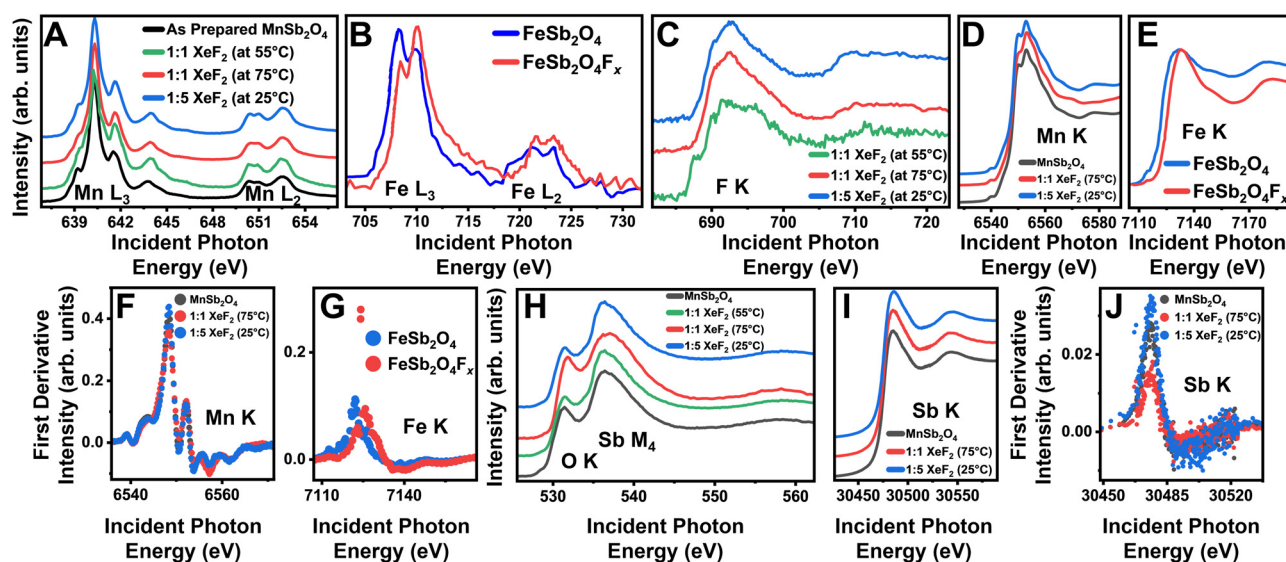 A
As Prepared MnSb₂O₄
1:1 XeF₂ (at 55°C)
1:1 XeF₂ (at 75°C)
1:5 XeF₂ (at 25°C)
Mn L₃
Mn L₂
Intensity (arb. units)
639 642 645 648 651 654
Incident Photon
Energy (eV)
B
FeSb₂O₄
FeSb₂O₄Fₓ
Fe L₃
Fe L₂
705 710 715 720 725 730
Incident Photon
Energy (eV)
C
F K
1:1 XeF₂ (at 55°C)
1:1 XeF₂ (at 75°C)
1:5 XeF₂ (at 25°C)
690 700 710 720
Incident Photon
Energy (eV)
D
Mn K
MnSb₂O₄
1:1 XeF₂ (75°C)
1:5 XeF₂ (25°C)
6540 6560 6580
Incident Photon
Energy (eV)
E
Fe K
FeSb₂O₄
FeSb₂O₄Fₓ
7110 7140 7170
Incident Photon
Energy (eV)
F
MnSb₂O₄
1:1 XeF₂ (75°C)
1:5 XeF₂ (25°C)
Mn K
First Derivative
Intensity (arb. units)
0.4
0.2
0.0
6540 6560
Incident Photon
Energy (eV)
G
FeSb₂O₄
FeSb₂O₄Fₓ
Fe K
0.2
0.0
7110 7140
Incident Photon
Energy (eV)
H
MnSb₂O₄
1:1 XeF₂ (55°C)
1:1 XeF₂ (75°C)
1:5 XeF₂ (25°C)
Sb M₄
O K
Intensity (arb. units)
530 540 550 560
Incident Photon
Energy (eV)
I
Sb K
MnSb₂O₄
1:1 XeF₂ (75°C)
1:5 XeF₂ (25°C)
30450 30500 30550
Incident Photon
Energy (eV)
J
MnSb₂O₄
1:1 XeF₂ (75°C)
1:5 XeF₂ (25°C)
Sb K
First Derivative
Intensity (arb. units)
0.02
0.00
30450 30485 30520
Incident Photon
Energy (eV)